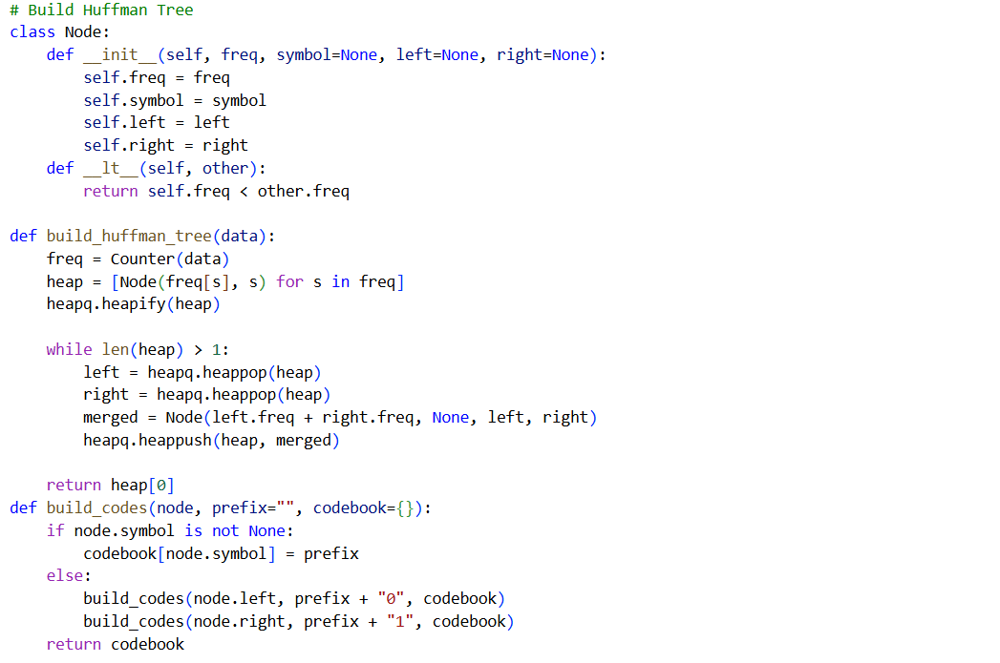 # Build Huffman Tree
class Node:
    def __init__(self, freq, symbol=None, left=None, right=None):
        self.freq = freq
        self.symbol = symbol
        self.left = left
        self.right = right
    def __lt__(self, other):
        return self.freq < other.freq

def build_huffman_tree(data):
    freq = Counter(data)
    heap = [Node(freq[s], s) for s in freq]
    heapq.heapify(heap)

    while len(heap) > 1:
        left = heapq.heappop(heap)
        right = heapq.heappop(heap)
        merged = Node(left.freq + right.freq, None, left, right)
        heapq.heappush(heap, merged)

    return heap[0]
def build_codes(node, prefix="", codebook={}):
    if node.symbol is not None:
        codebook[node.symbol] = prefix
    else:
        build_codes(node.left, prefix + "0", codebook)
        build_codes(node.right, prefix + "1", codebook)
    return codebook